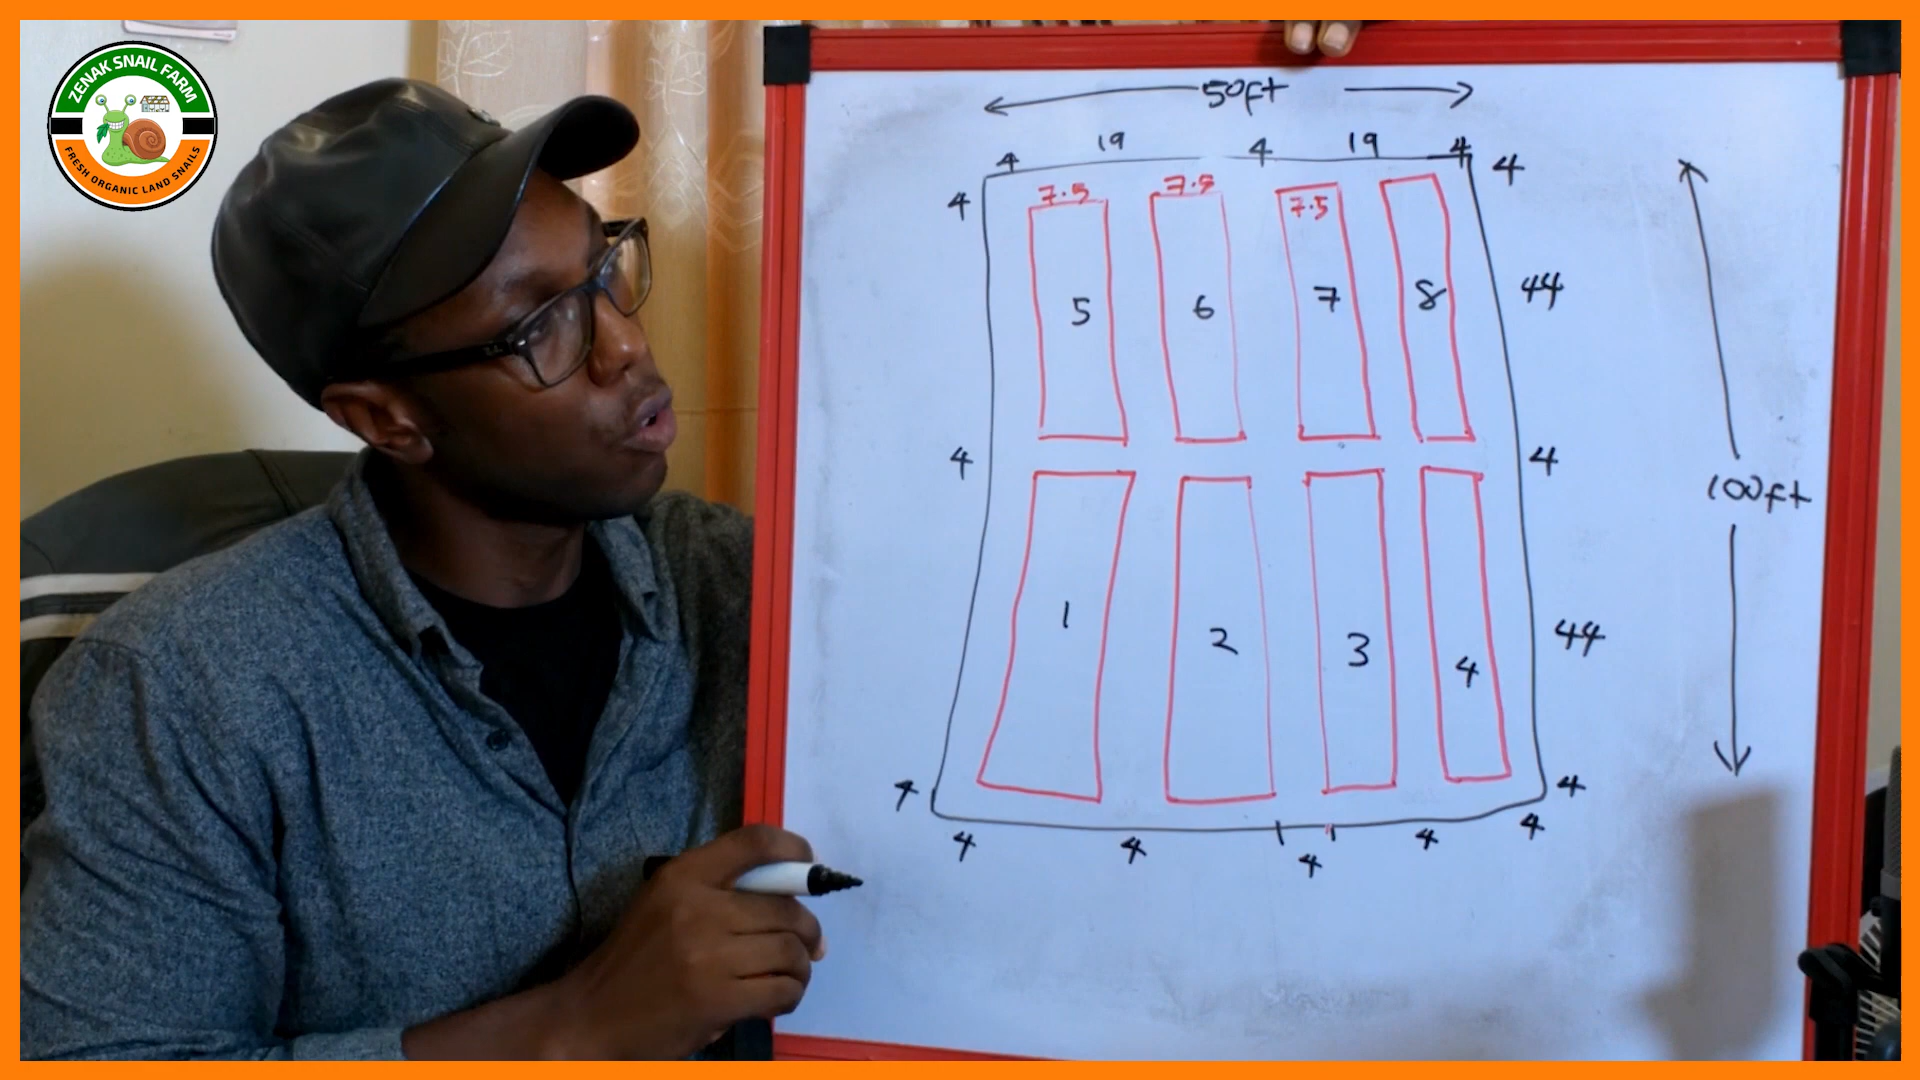 ZENAK SNAIL FARM
FRESH ORGANIC LAND SNAILS
50ft
19 4 19 4
4 4
4
7.5 7.5 7.5
5 6 7 8
44
4 4
100ft
1 2 3 4
44
4 4
4 4 4 4 4